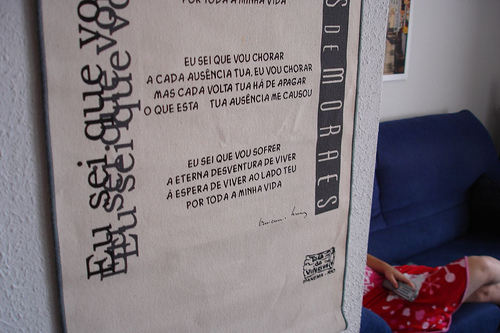 POR TODA A MINHA VIDA
EU SEI QUE VOU CHORAR
A CADA AUSÊNCIA TUA, EU VOU CHORAR
MAS CADA VOLTA TUA HÁ DE APAGAR
O QUE ESTA TUA AUSÊNCIA ME CAUSOU
EU SEI QUE VOU SOFRER
A ETERNA DESVENTURA DE VIVER
À ESPERA DE VIVER AO LADO TEU
POR TODA A MINHA VIDA
Eu sei que vo
Eu sei que vo
S DE MORAES
VINICIUS
IPANEMA - RIO